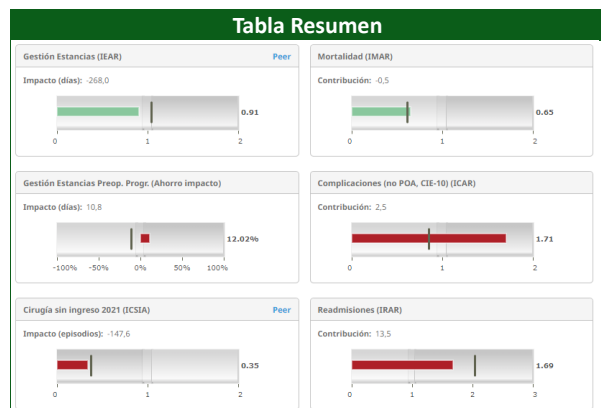 Tabla Resumen
Gestión Estancias (IEAR) Peer
Impacto (días): -268,0
0.91
0 1 2
Mortalidad (IMAR)
Contribución: -0,5
0.65
0 1 2
Gestión Estancias Preop. Progr. (Ahorro impacto)
Impacto (días): 10,8
12.02%
-100% -50% 0% 50% 100%
Complicaciones (no POA, CIE-10) (ICAR)
Contribución: 2,5
1.71
0 1 2
Cirugía sin ingreso 2021 (ICSIA) Peer
Impacto (episodios): -147,6
0.35
0 1 2
Readmisiones (IRAR)
Contribución: 13,5
1.69
0 1 2 3